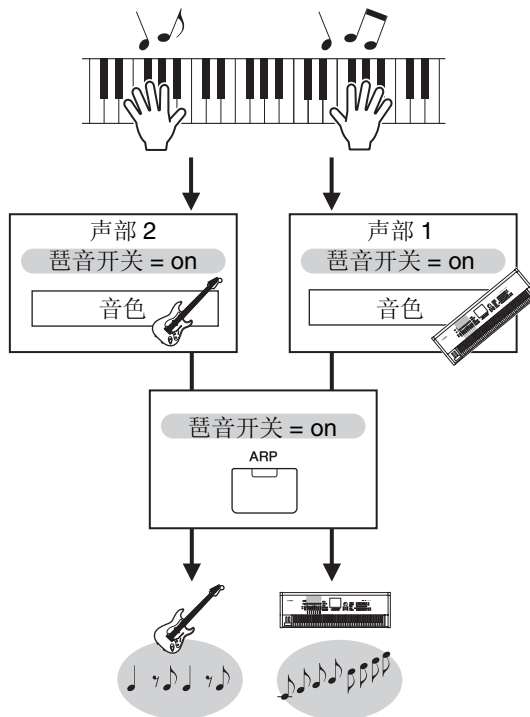 声部 2
琶音开关 = on
音色
声部 1
琶音开关 = on
音色
琶音开关 = on
ARP